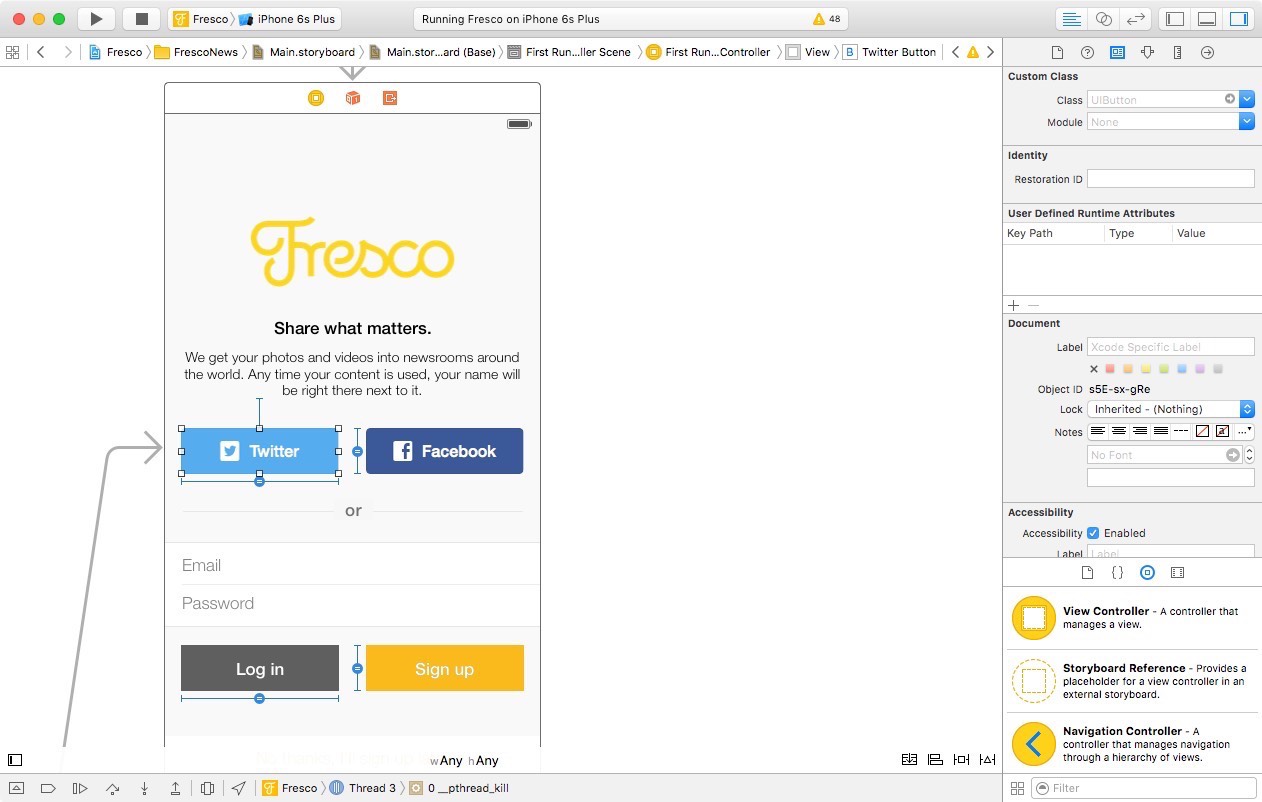 Fresco
iPhone 6s Plus
Running Fresco on iPhone 6s Plus
48
Fresco
FrescoNews
Main.storyboard
Main.stor...ard (Base)
First Run...ller Scene
First Run...Controller
View
B
Twitter Button
Fresco
Share what matters.
We get your photos and videos into newsrooms around
the world. Any time your content is used, your name will
be right there next to it.
Twitter
Facebook
or
Email
Password
Log in
Sign up
wAny hAny
Custom Class
Class UIButton
Module None
Identity
Restoration ID
User Defined Runtime Attributes
Key Path Type Value
Document
Label Xcode Specific Label
Object ID s5E-sx-gRe
Lock Inherited - (Nothing)
Notes
No Font
Accessibility
Accessibility Enabled
Label Label
View Controller - A controller that
manages a view.
Storyboard Reference - Provides a
placeholder for a view controller in an
external storyboard.
Navigation Controller - A
controller that manages navigation
through a hierarchy of views.
Fresco
Thread 3
0 __pthread_kill
Filter